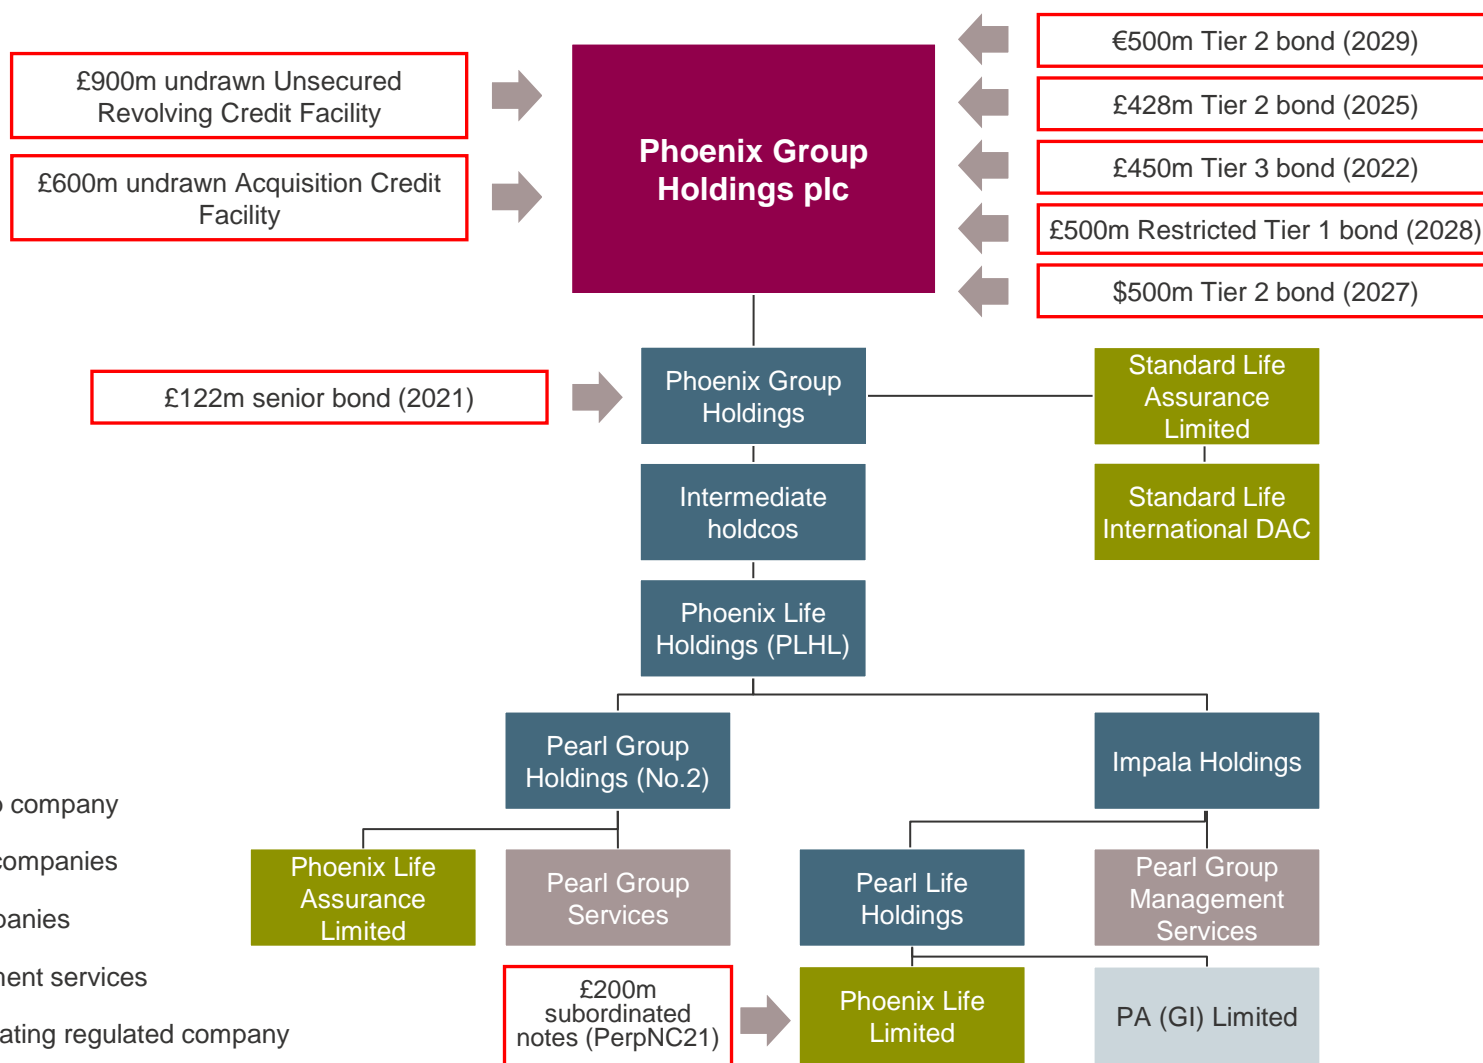 £900m undrawn Unsecured
Revolving Credit Facility
£600m undrawn Acquisition Credit
Facility
Phoenix Group
Holdings plc
€500m Tier 2 bond (2029)
£428m Tier 2 bond (2025)
£450m Tier 3 bond (2022)
£500m Restricted Tier 1 bond (2028)
$500m Tier 2 bond (2027)
£122m senior bond (2021)
Phoenix Group
Holdings
Standard Life
Assurance
Limited
Intermediate
holdcos
Standard Life
International DAC
Phoenix Life
Holdings (PLHL)
Pearl Group
Holdings (No.2)
Impala Holdings
company
companies
Phoenix Life
Assurance
Limited
Pearl Group
Services
Pearl Life
Holdings
Pearl Group
Management
Services
services
regulated company
£200m
subordinated
notes (PerpNC21)
Phoenix Life
Limited
PA (GI) Limited